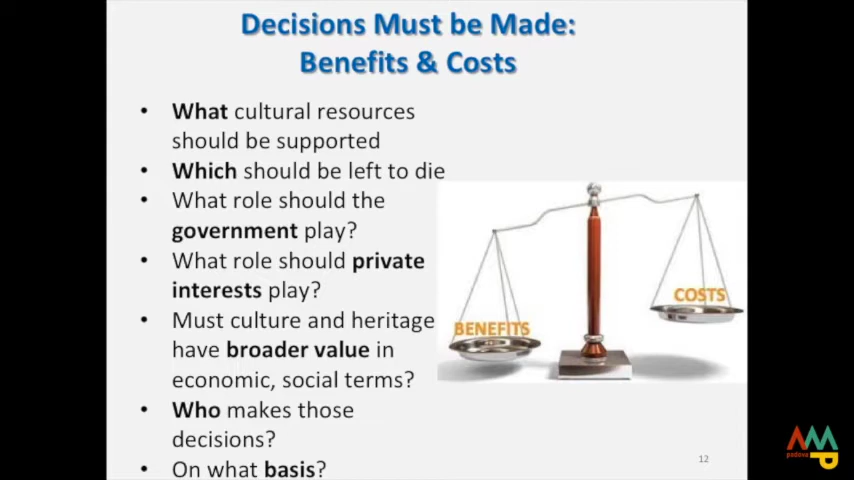 Decisions Must be Made:
Benefits & Costs
• What cultural resources
should be supported
• Which should be left to die
• What role should the
government play?
• What role should private
interests play?
• Must culture and heritage
have broader value in
economic, social terms?
• Who makes those
decisions?
• On what basis?
BENEFITS
COSTS
12
padova